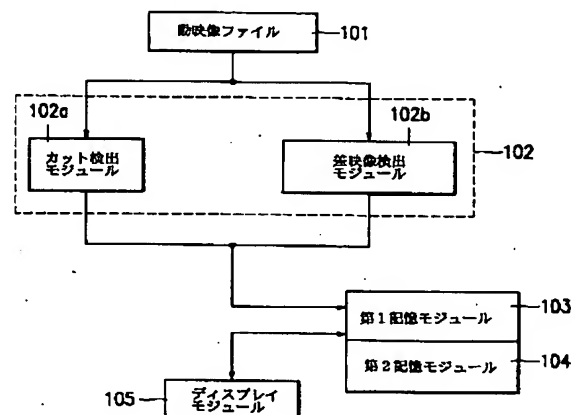 動映像ファイル
101
102a
102b
カット検出
モジュール
差映像検出
モジュール
102
第1記憶モジュール
103
第2記憶モジュール
104
105
ディスプレイ
モジュール